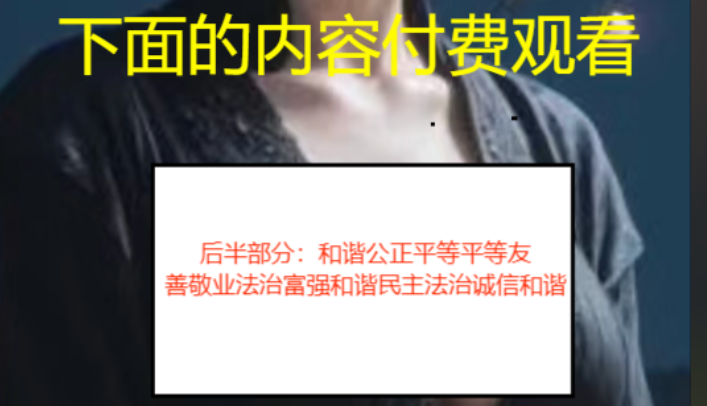 下面的内容付费观看
后半部分：和谐公正平等平等友
善敬业法治富强和谐民主法治诚信和谐